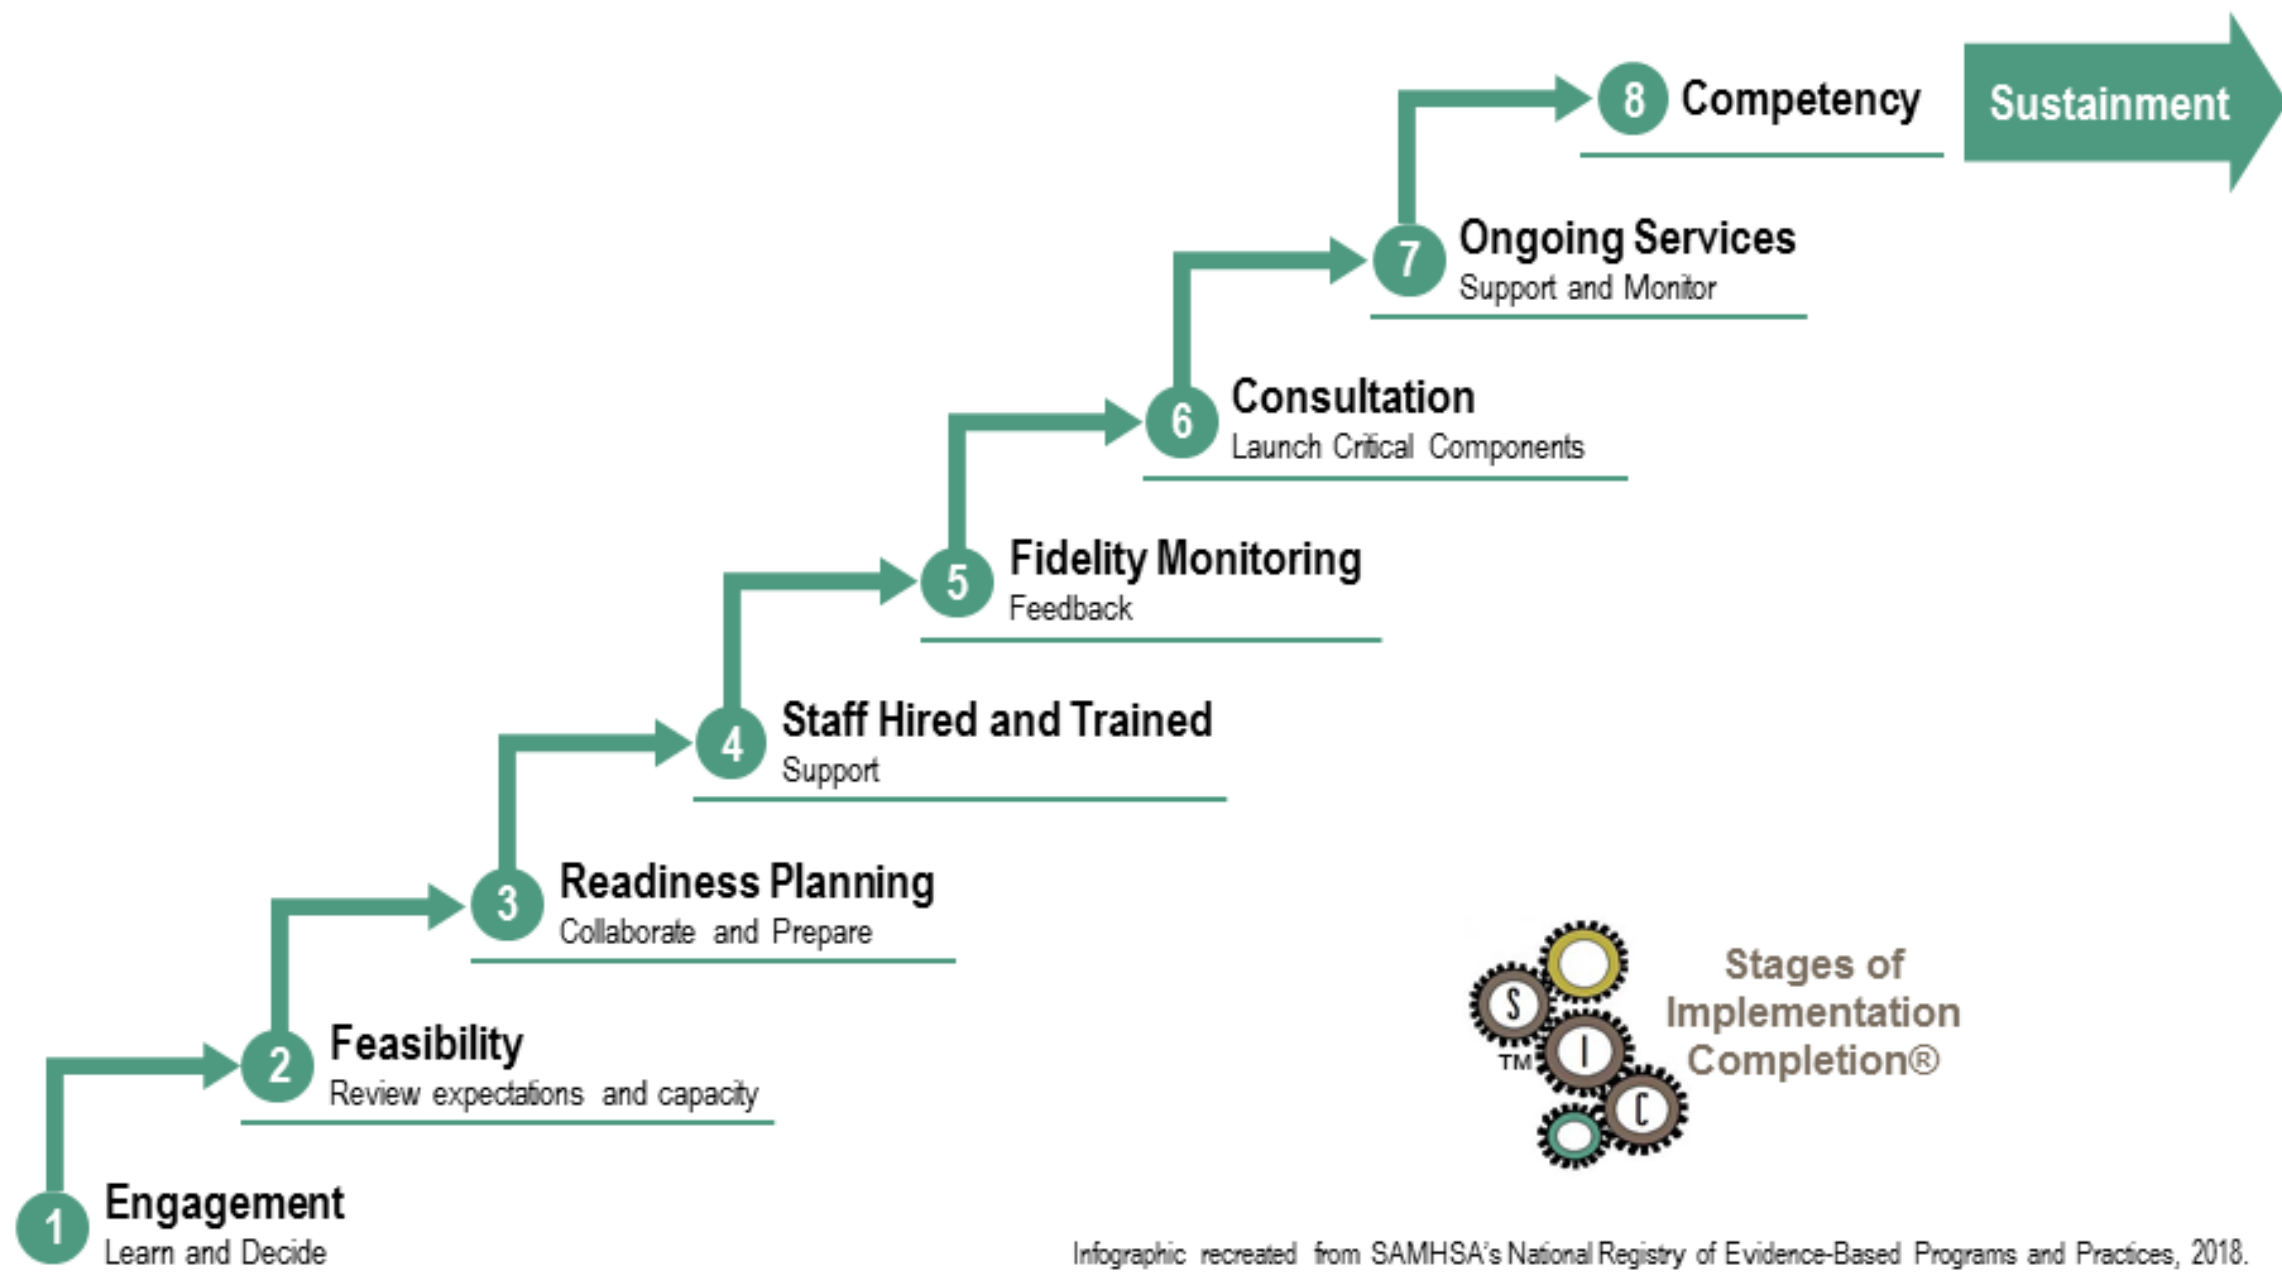 8 Competency
Sustainment
7 Ongoing Services
Support and Monitor
6 Consultation
Launch Critical Components
5 Fidelity Monitoring
Feedback
4 Staff Hired and Trained
Support
3 Readiness Planning
Collaborate and Prepare
2 Feasibility
Review expectations and capacity
1 Engagement
Learn and Decide
S
I
C
TM
Stages of
Implementation
Completion®
Infographic recreated from SAMHSA's National Registry of Evidence-Based Programs and Practices, 2018.